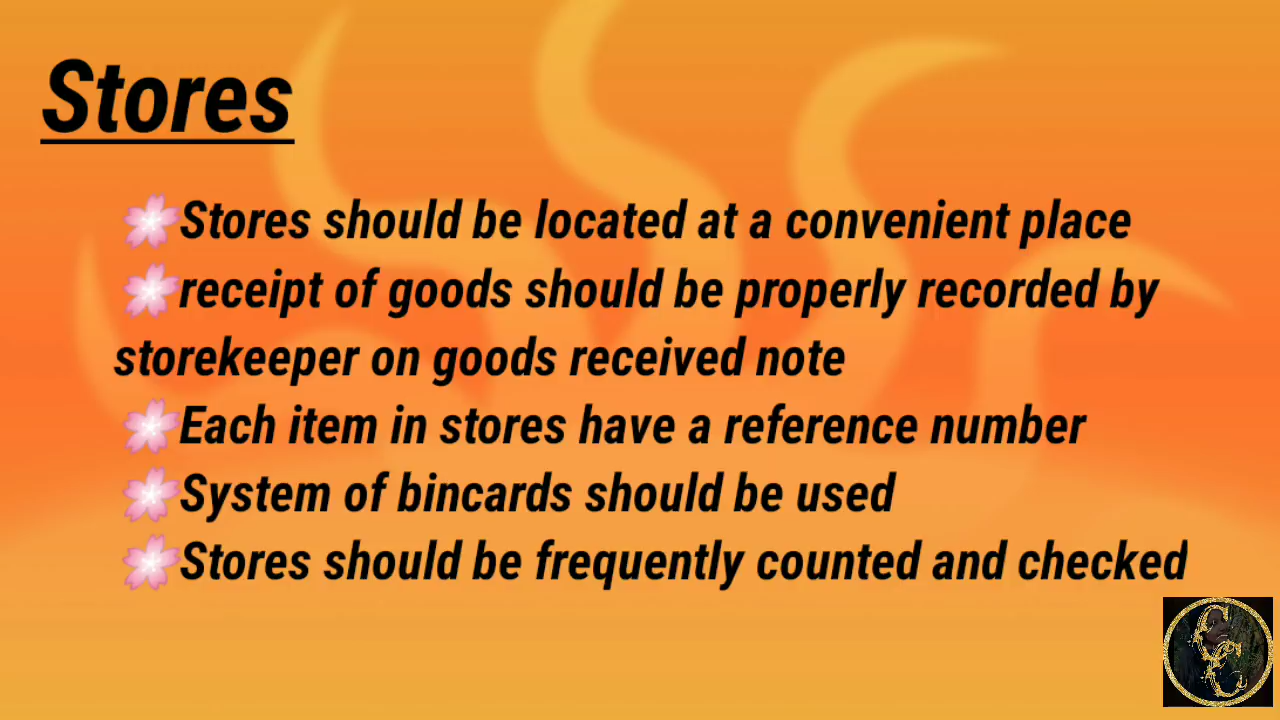 Stores
🌸Stores should be located at a convenient place
🌸receipt of goods should be properly recorded by
storekeeper on goods received note
🌸Each item in stores have a reference number
🌸System of bincards should be used
🌸Stores should be frequently counted and checked